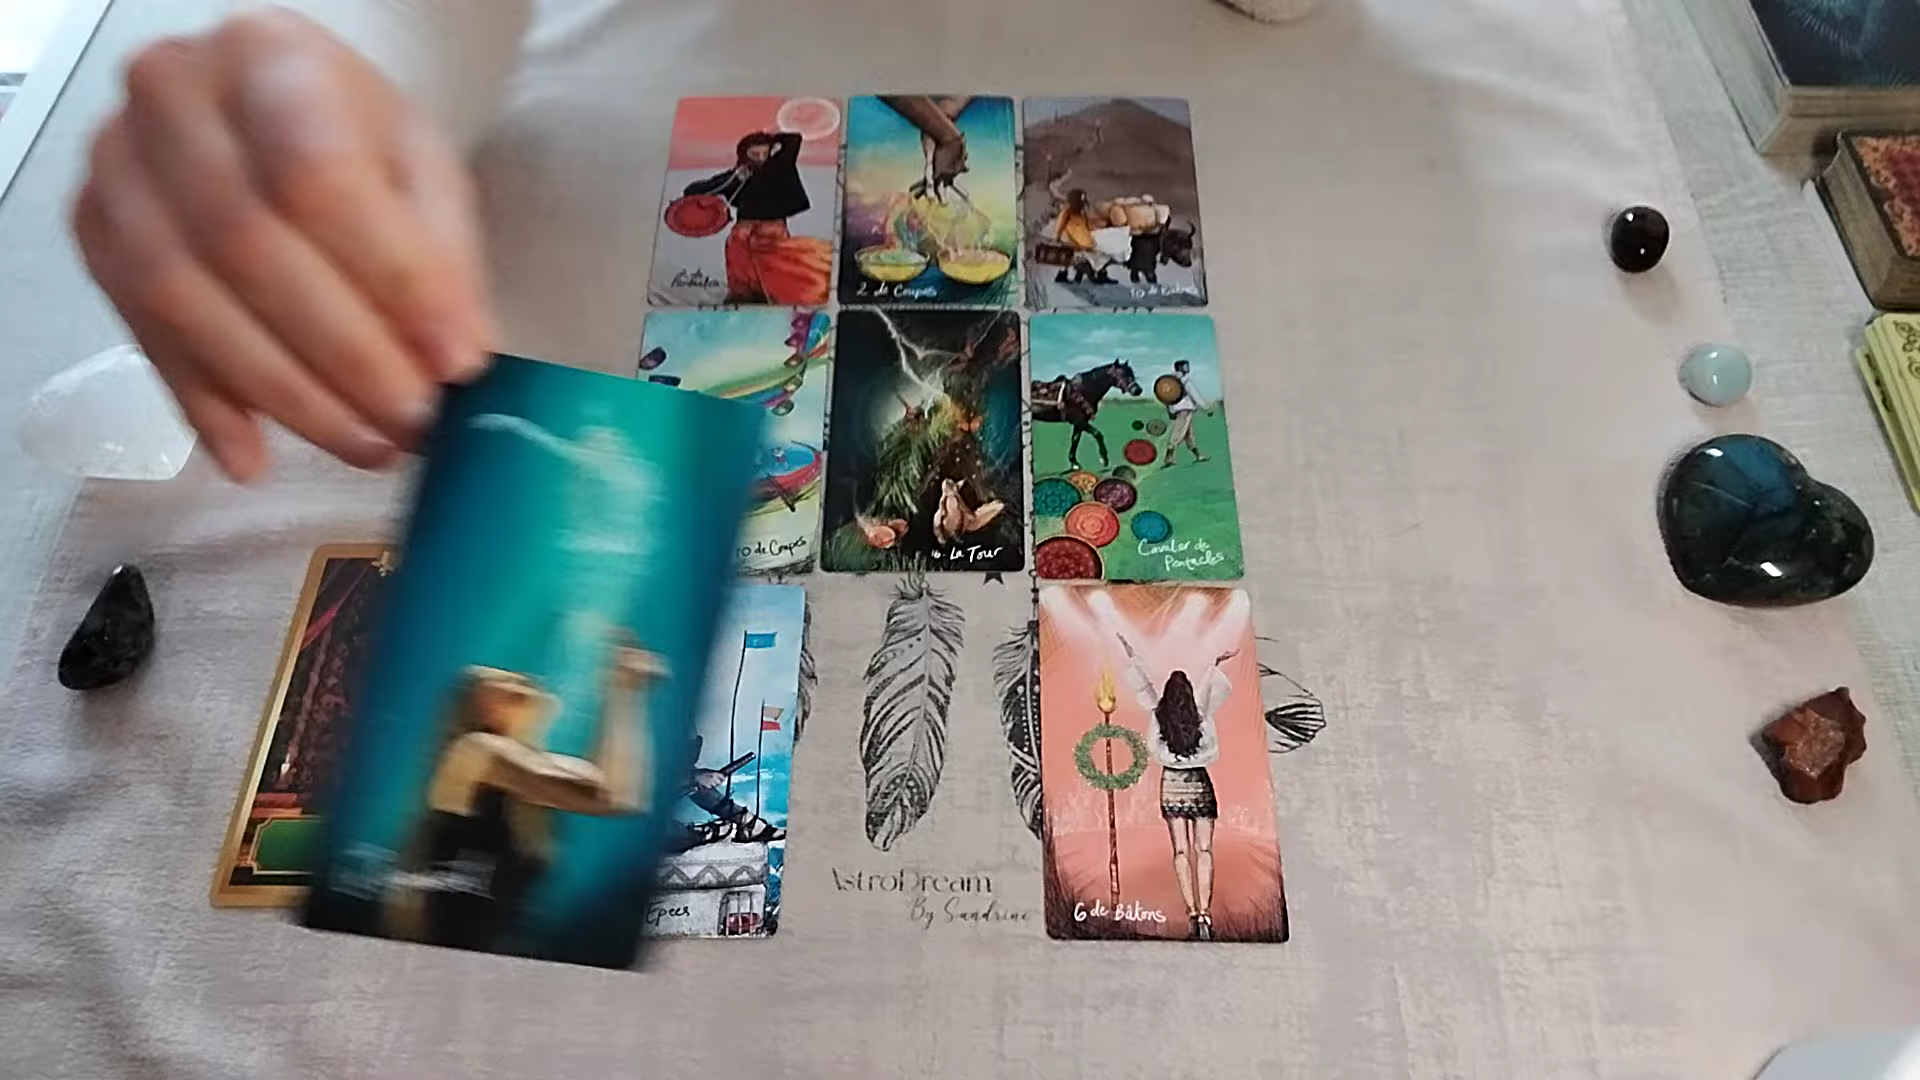 2 de Coupes
10 de Bâtons
10 de Coupes
16. La Tour
Cavalier de
Pentacles
Épées
AstroDream
By Sandrine
6 de Bâtons